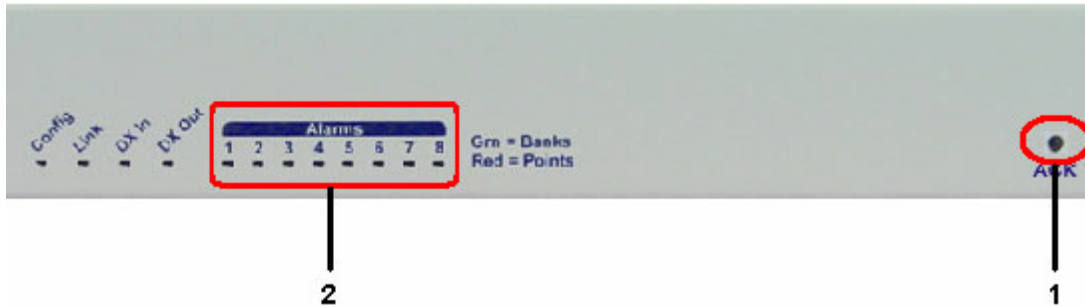 Config
Link
DX In
DX Out
Alarms
1 2 3 4 5 6 7 8
Grn = Banks
Red = Points
ACK
2
1